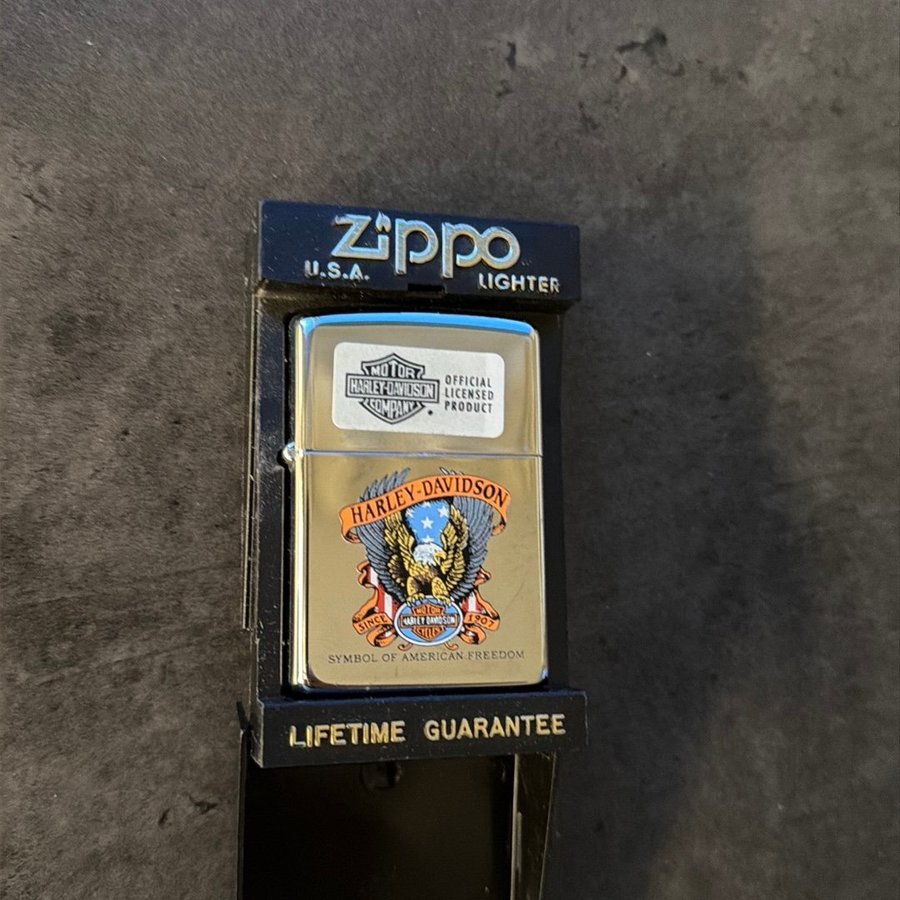 Zippo
U.S.A.
LIGHTER
MOTOR
HARLEY-DAVIDSON
COMPANY
OFFICIAL
LICENSED
PRODUCT
HARLEY-DAVIDSON
MOTOR
HARLEY-DAVIDSON
CYCLES
SINCE 1907
SYMBOL OF AMERICAN FREEDOM
LIFETIME GUARANTEE